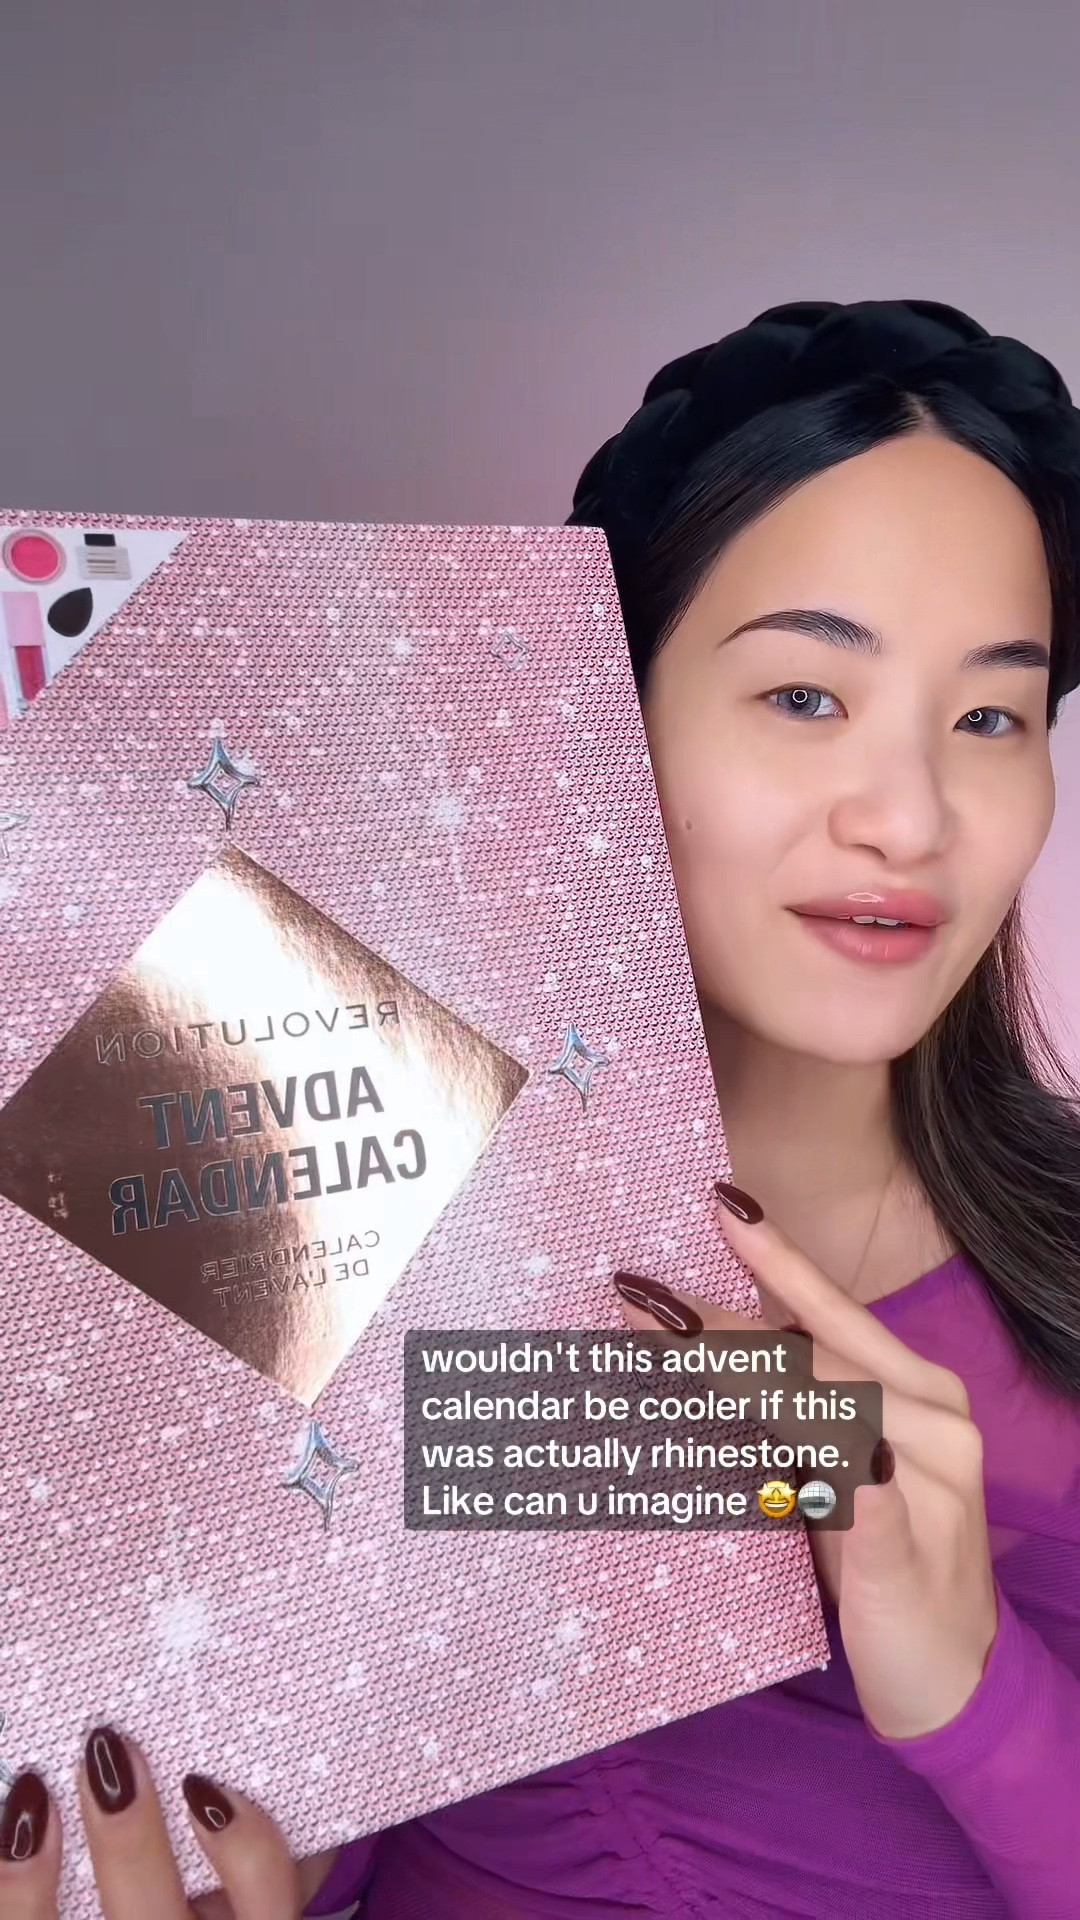 REVOLUTION
ADVENT
CALENDAR
CALENDRIER
DE L'AVENT
wouldn't this advent
calendar be cooler if this
was actually rhinestone.
Like can u imagine 🤩🪩